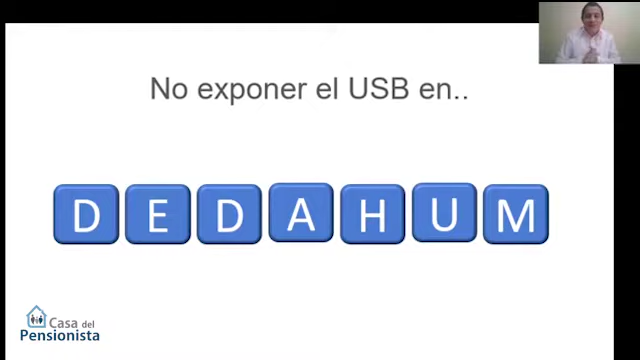 No exponer el USB en..
D E D A H U M
Casa del
Pensionista